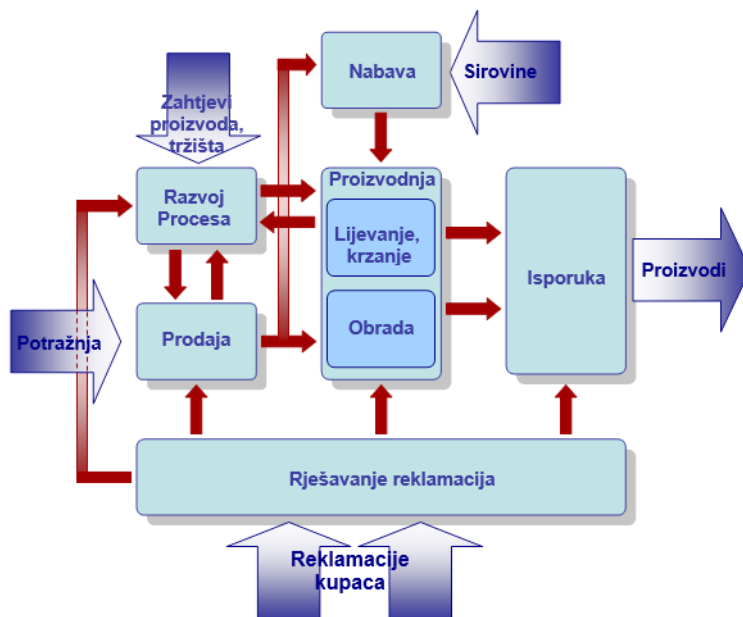 Nabava
Sirovine
Zahtjevi
proizvoda,
tržišta
Razvoj
Procesa
Proizvodnja
Lijevanje,
krzanje
Obrada
Isporuka
Proizvodi
Potražnja
Prodaja
Rješavanje reklamacija
Reklamacije
kupaca